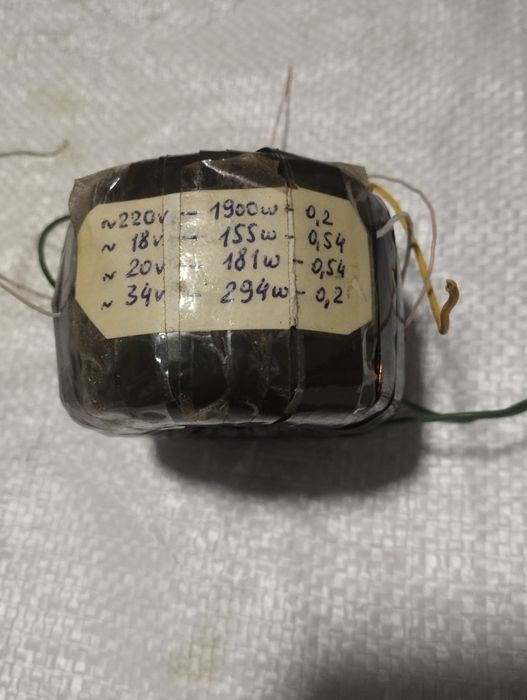 ~220v - 1900w - 0,2
~ 18v - 155w - 0,54
~ 20v - 181w - 0,54
~ 34v - 294w - 0,2